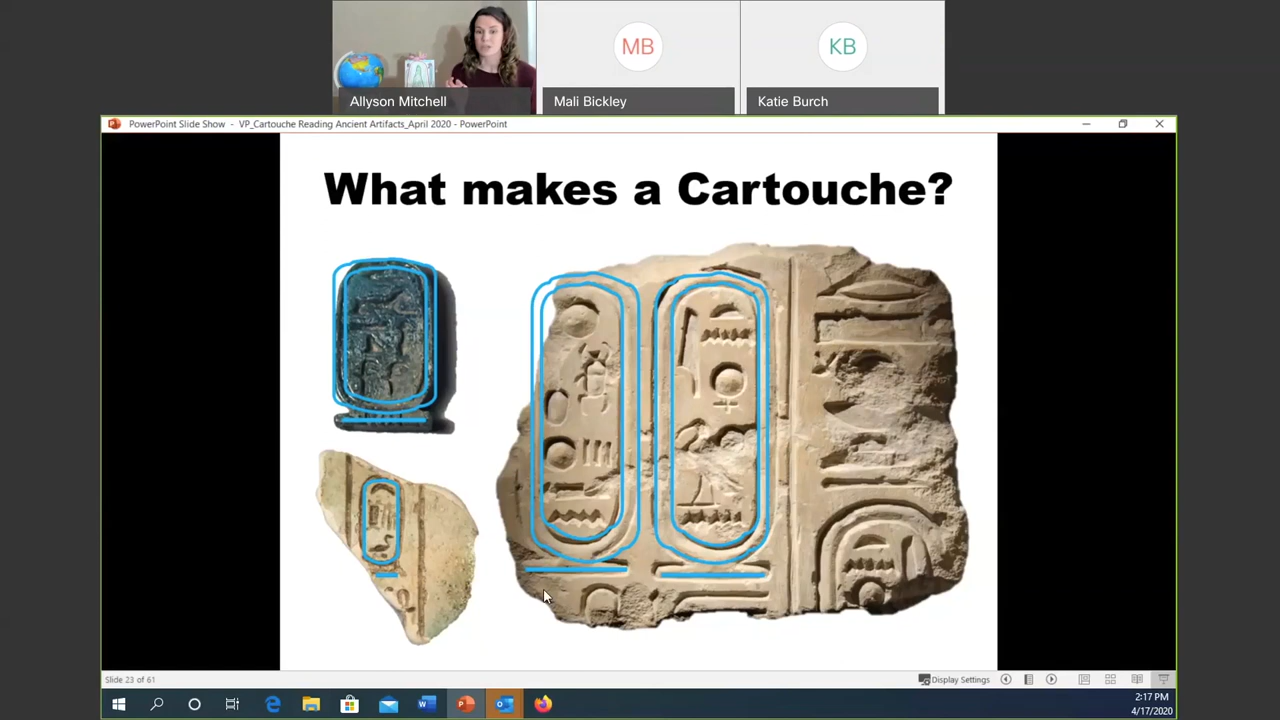 MB
KB
Allyson Mitchell
Mali Bickley
Katie Burch
PowerPoint Slide Show - VP_Cartouche Reading Ancient Artifacts_April 2020 - PowerPoint
What makes a Cartouche?
Slide 23 of 61
Display Settings
2:17 PM
4/17/2020